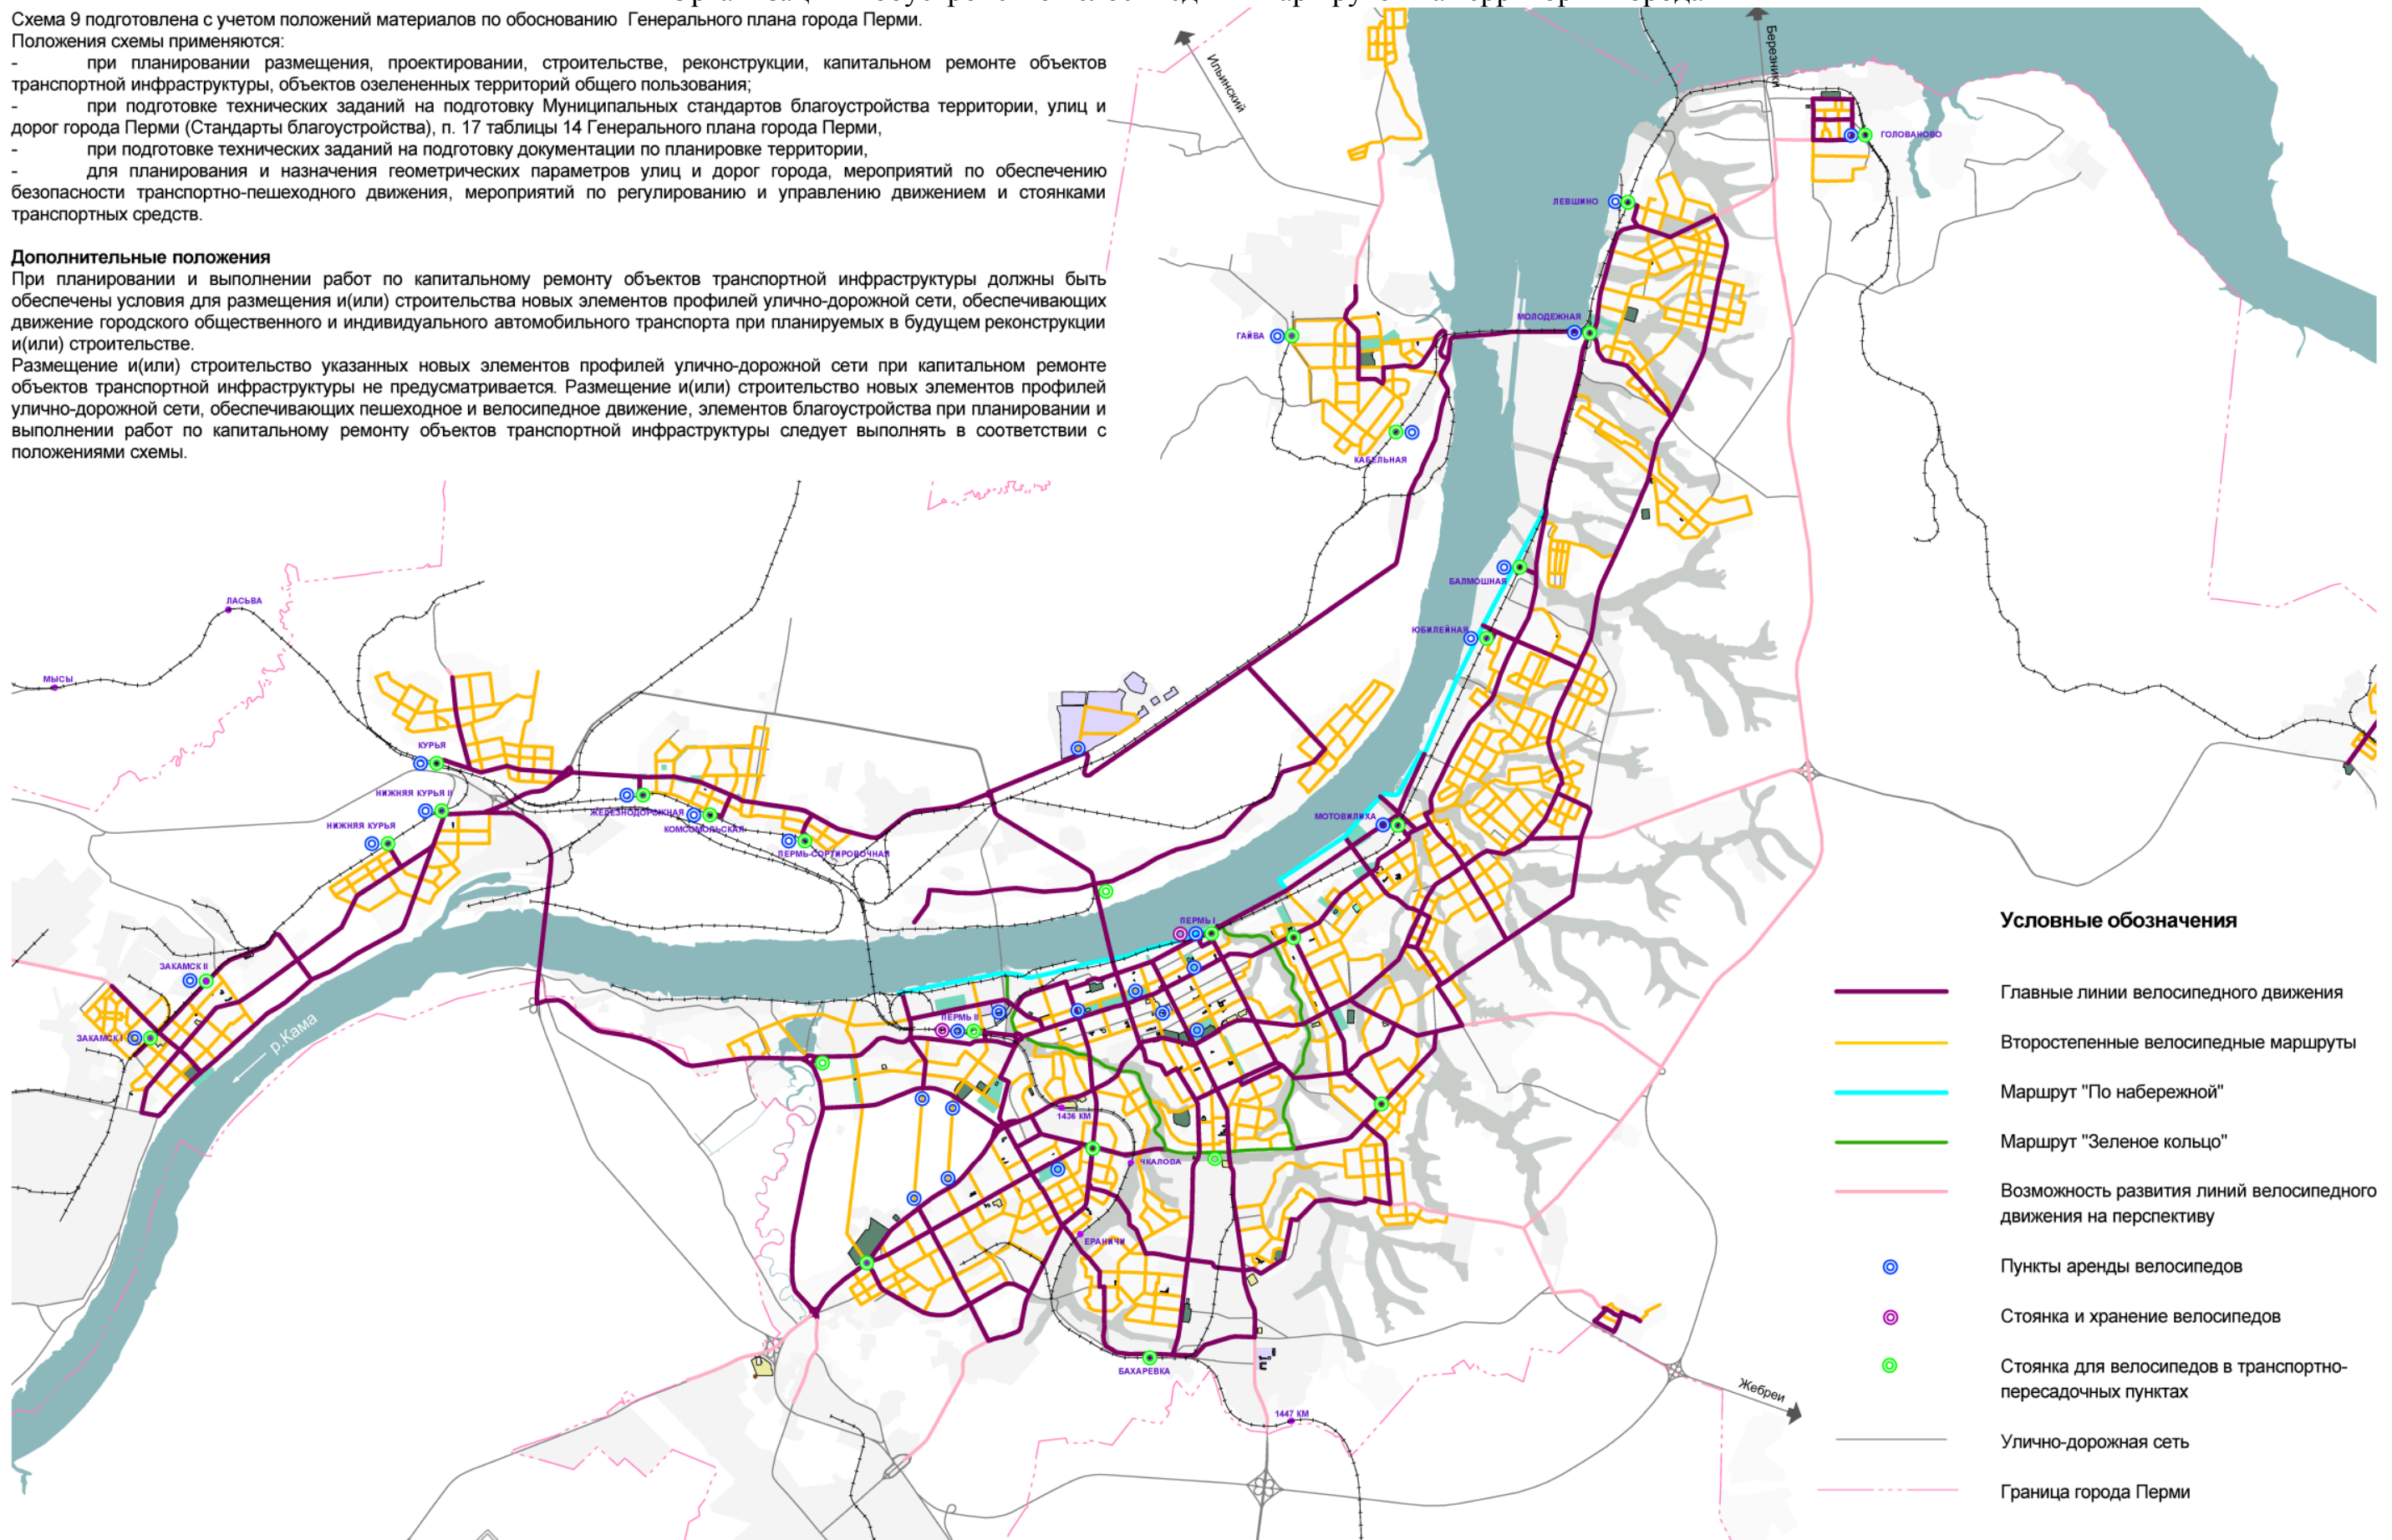 Схема 9 подготовлена с учетом положений материалов по обоснованию Генерального плана города Перми.
Положения схемы применяются:
- при планировании размещения, проектировании, строительстве, реконструкции, капитальном ремонте объектов
транспортной инфраструктуры, объектов озелененных территорий общего пользования;
- при подготовке технических заданий на подготовку Муниципальных стандартов благоустройства территории, улиц и
дорог города Перми (Стандарты благоустройства), п. 17 таблицы 14 Генерального плана города Перми,
- при подготовке технических заданий на подготовку документации по планировке территории,
- для планирования и назначения геометрических параметров улиц и дорог города, мероприятий по обеспечению
безопасности транспортно-пешеходного движения, мероприятий по регулированию и управлению движением и стоянками
транспортных средств.
Дополнительные положения
При планировании и выполнении работ по капитальному ремонту объектов транспортной инфраструктуры должны быть
обеспечены условия для размещения и(или) строительства новых элементов профилей улично-дорожной сети, обеспечивающих
движение городского общественного и индивидуального автомобильного транспорта при планируемых в будущем реконструкции
и(или) строительстве.
Размещение и(или) строительство указанных новых элементов профилей улично-дорожной сети при капитальном ремонте
объектов транспортной инфраструктуры не предусматривается. Размещение и(или) строительство новых элементов профилей
улично-дорожной сети, обеспечивающих пешеходное и велосипедное движение, элементов благоустройства при планировании и
выполнении работ по капитальному ремонту объектов транспортной инфраструктуры следует выполнять в соответствии с
положениями схемы.
Ильинский
Березники
ГОЛОВАНОВО
ЛЕВШИНО
МОЛОДЕЖНАЯ
ГАЙВА
КАБЕЛЬНАЯ
БАЛМОШНАЯ
ЛАСЬВА
ЮБИЛЕЙНАЯ
МЫСЫ
КУРЬЯ
НИЖНЯЯ КУРЬЯ II
ЖЕЛЕЗНОДОРОЖНАЯ
МОТОВИЛИХА
НИЖНЯЯ КУРЬЯ
КОМСОМОЛЬСКАЯ
ПЕРМЬ-СОРТИРОВОЧНАЯ
ПЕРМЬ I
ЗАКАМСК II
ПЕРМЬ II
ЗАКАМСК I
р.Кама
1436 КМ
ЧКАЛОВА
ЕРАНИЧИ
БАХАРЕВКА
1447 КМ
Жебреи
Условные обозначения
Главные линии велосипедного движения
Второстепенные велосипедные маршруты
Маршрут "По набережной"
Маршрут "Зеленое кольцо"
Возможность развития линий велосипедного
движения на перспективу
Пункты аренды велосипедов
Стоянка и хранение велосипедов
Стоянка для велосипедов в транспортно-
пересадочных пунктах
Улично-дорожная сеть
Граница города Перми